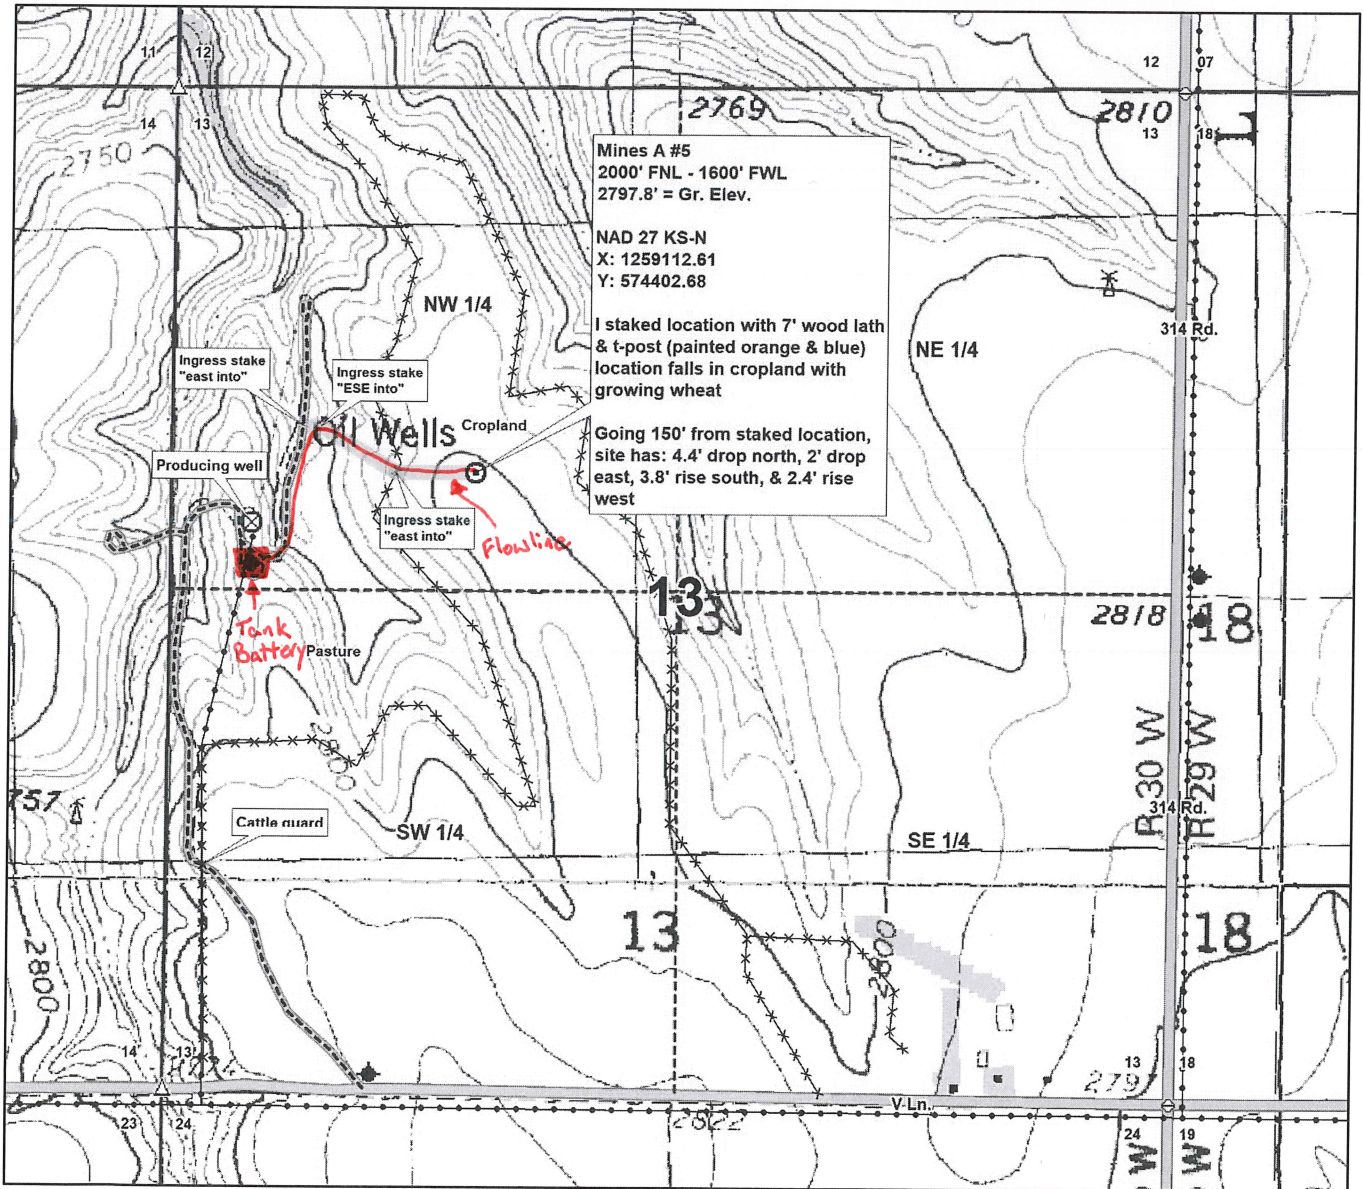 11
12
12
07
14
13
2769
2810
13
18
2750
Mines A #5
2000' FNL - 1600' FWL
2797.8' = Gr. Elev.
NAD 27 KS-N
X: 1259112.61
Y: 574402.68
I staked location with 7' wood lath
& t-post (painted orange & blue)
location falls in cropland with
growing wheat
Going 150' from staked location,
site has: 4.4' drop north, 2' drop
east, 3.8' rise south, & 2.4' rise
west
NW 1/4
314 Rd.
NE 1/4
Ingress stake
"east into"
Ingress stake
"ESE into"
Oil Wells
Cropland
Producing well
Ingress stake
"east into"
Flowline
13
13
2818
18
Tank
Battery
Pasture
2800
R 30 W
R 29 W
757
314 Rd.
Cattle guard
SW 1/4
SE 1/4
13
18
2800
2800
14
13
13
18
279
V Ln.
23
24
2822
24
19
W
W